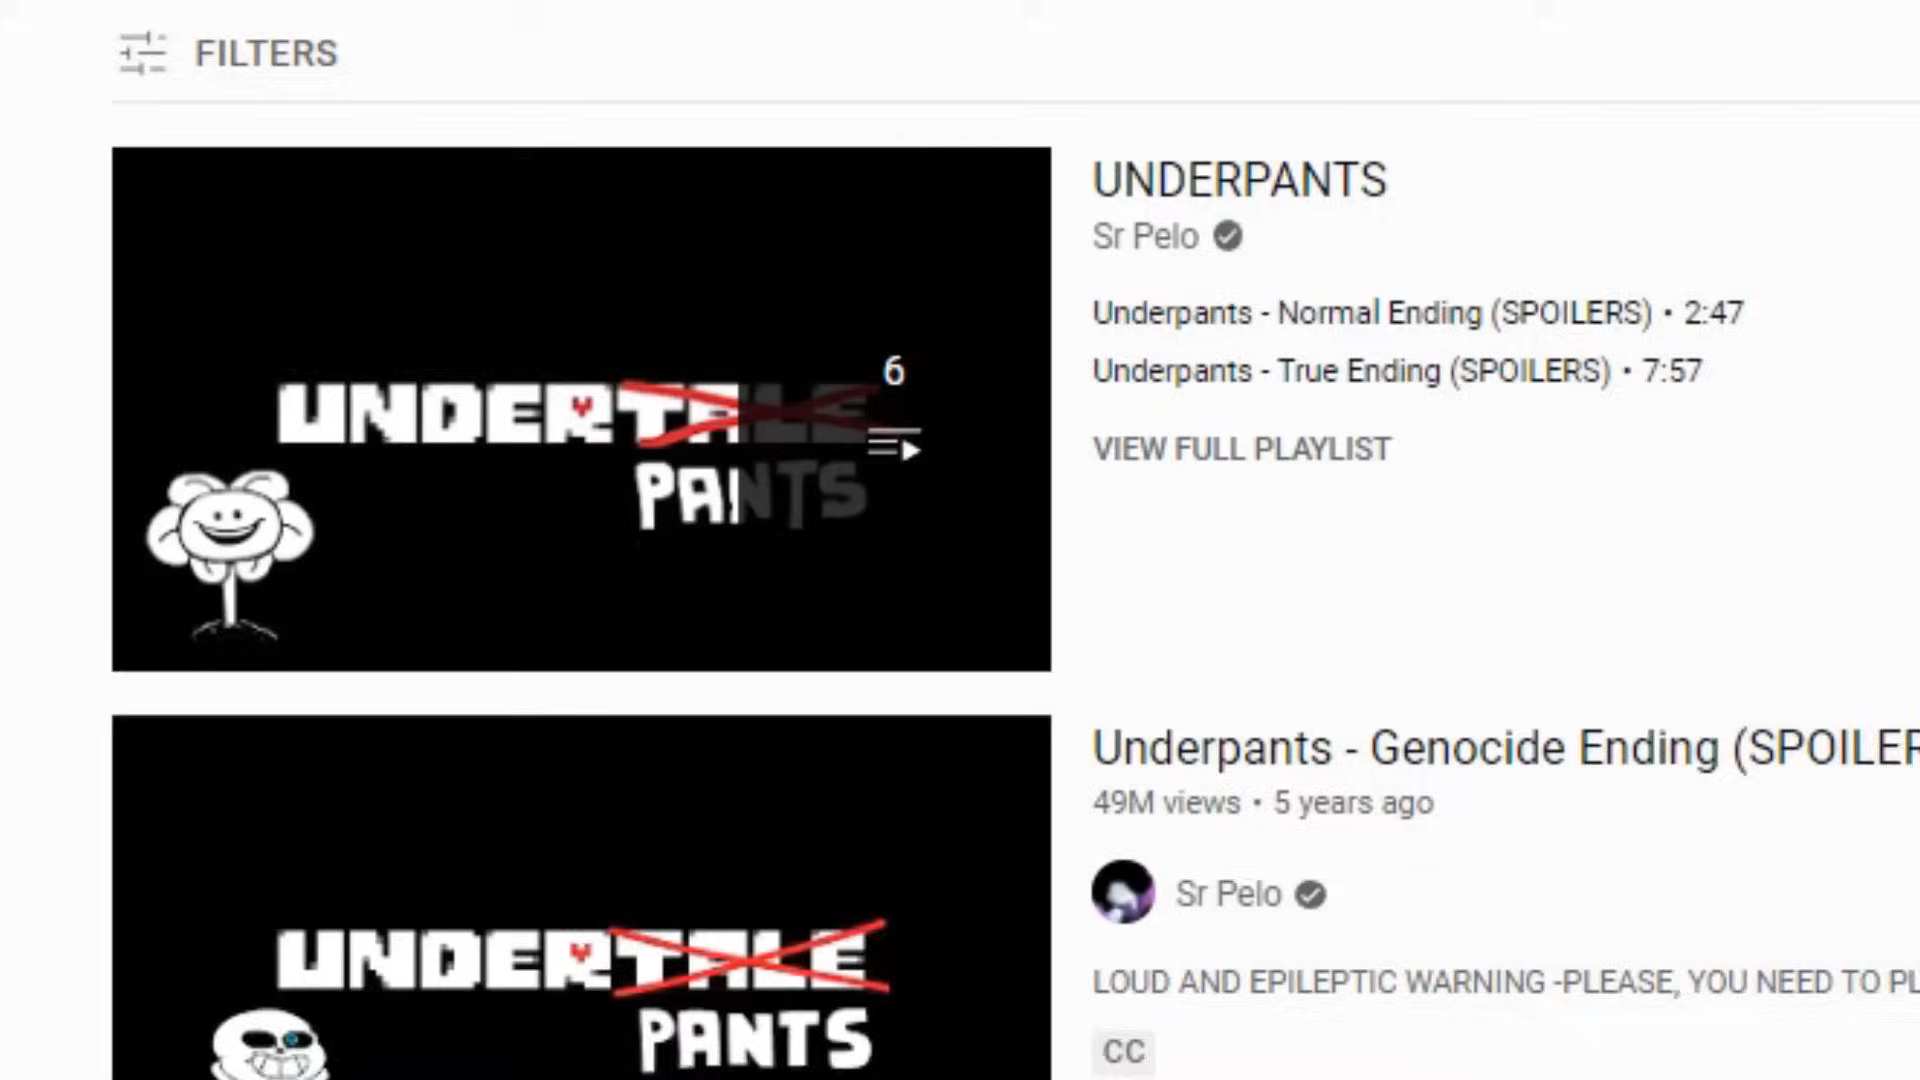 FILTERS
UNDERTALE
PANTS
6
UNDERPANTS
Sr Pelo
Underpants - Normal Ending (SPOILERS) • 2:47
Underpants - True Ending (SPOILERS) • 7:57
VIEW FULL PLAYLIST
UNDERTALE
PANTS
Underpants - Genocide Ending (SPOILER
49M views • 5 years ago
Sr Pelo
LOUD AND EPILEPTIC WARNING -PLEASE, YOU NEED TO PL
CC